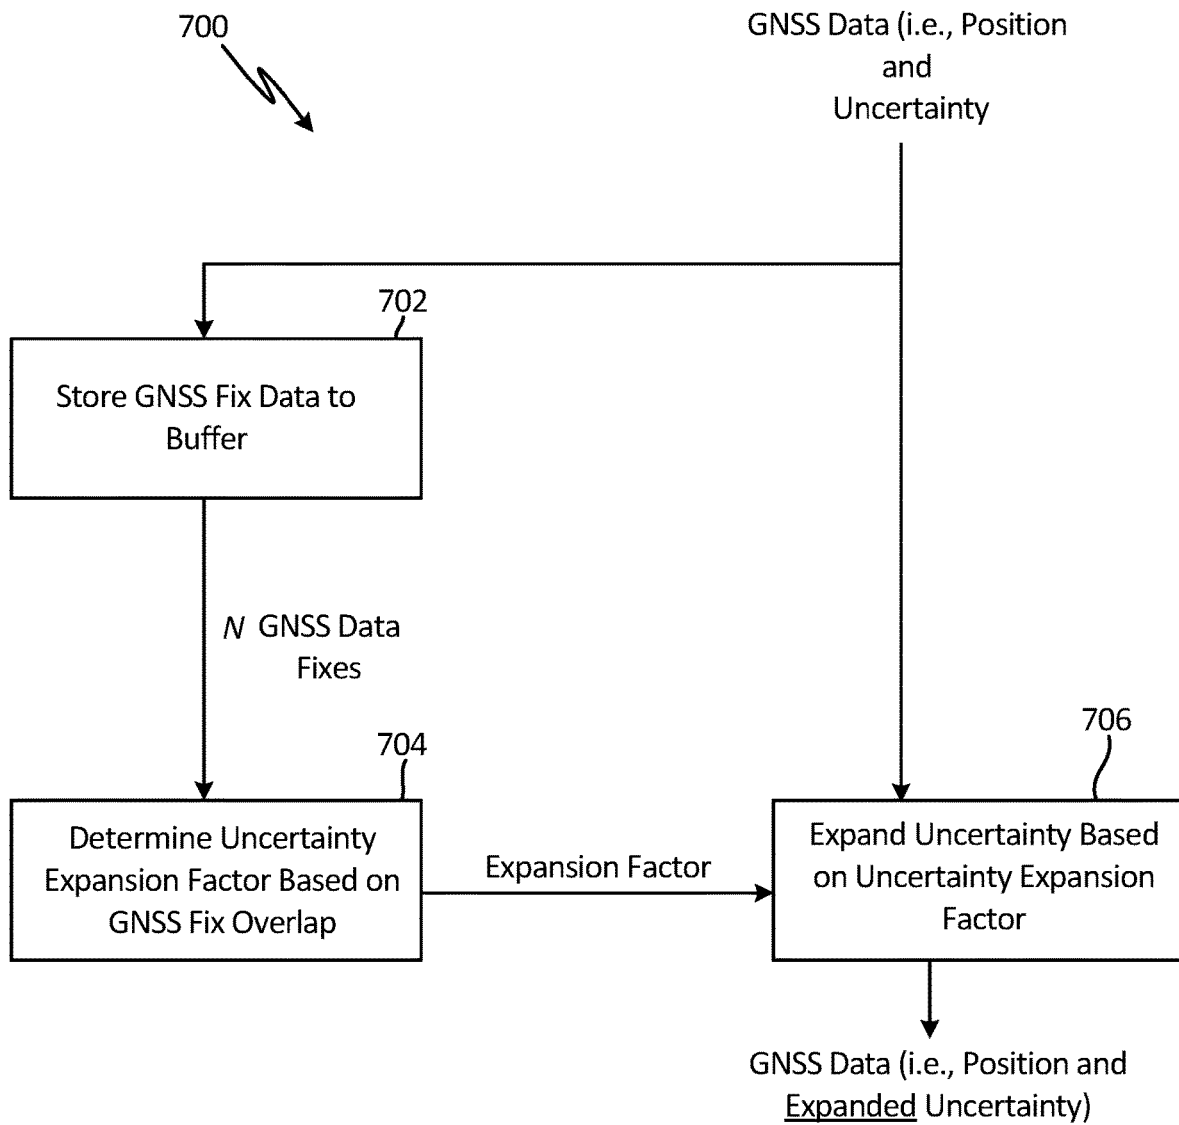 700
GNSS Data (i.e., Position
and
Uncertainty
702
Store GNSS Fix Data to
Buffer
N GNSS Data
Fixes
704
Determine Uncertainty
Expansion Factor Based on
GNSS Fix Overlap
Expansion Factor
706
Expand Uncertainty Based
on Uncertainty Expansion
Factor
GNSS Data (i.e., Position and
Expanded Uncertainty)